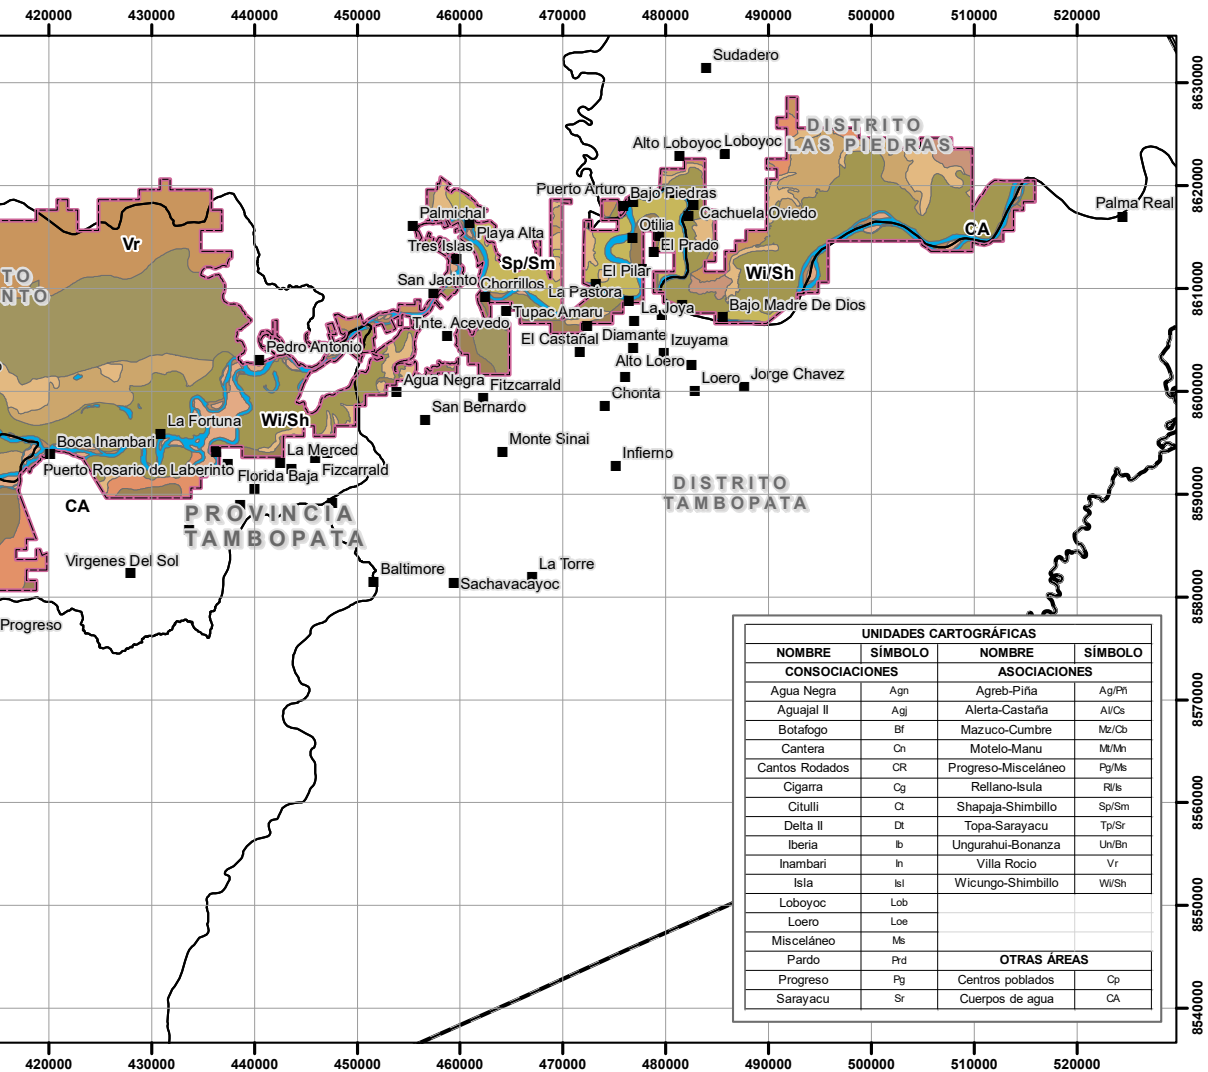 420000 430000 440000 450000 460000 470000 480000 490000 500000 510000 520000
Sudadero
8630000
DISTRITO
LAS PIEDRAS
Alto Loboyoc Loboyoc
8620000
Puerto Arturo Bajo Piedras
Palma Real
Palmichal
Cachuela Oviedo
Playa Alta
Otilia
CA
Vr
Tres Islas
El Prado
Sp/Sm
Wi/Sh
El Pilar
TO
NTO
San Jacinto Chorrillos
La Pastora
8610000
Tupac Amaru
La Joya
Bajo Madre De Dios
Tnte. Acevedo
El Castañal Diamante Izuyama
Pedro Antonio
Alto Loero
Agua Negra Fitzcarrald
Loero Jorge Chavez
8600000
San Bernardo
Chonta
La Fortuna
Wi/Sh
Boca Inambari
Monte Sinai
La Merced
Infierno
Puerto Rosario de Laberinto
Florida Baja Fizcarrald
DISTRITO
TAMBOPATA
8590000
CA
PROVINCIA
TAMBOPATA
Virgenes Del Sol
Baltimore
La Torre
Sachavacayoc
8580000
Progreso
UNIDADES CARTOGRÁFICAS
NOMBRE SÍMBOLO NOMBRE SÍMBOLO
CONSOCIACIONES ASOCIACIONES
Agua Negra Agn Agreb-Piña Ag/Pñ
Aguajal II Agj Alerta-Castaña Al/Cs
Botafogo Bf Mazuco-Cumbre Mz/Cb
Cantera Cn Motelo-Manu Mt/Mn
Cantos Rodados CR Progreso-Misceláneo Pg/Ms
Cigarra Cg Rellano-Isula Rl/Is
Citulli Ct Shapaja-Shimbillo Sp/Sm
Delta II Dt Topa-Sarayacu Tp/Sr
Iberia Ib Ungurahui-Bonanza Un/Bn
Inambari In Villa Rocio Vr
Isla Isl Wicungo-Shimbillo Wi/Sh
Loboyoc Lob
Loero Loe
Misceláneo Ms
Pardo Prd OTRAS ÁREAS
Progreso Pg Centros poblados Cp
Sarayacu Sr Cuerpos de agua CA
8570000
8560000
8550000
8540000
420000 430000 440000 450000 460000 470000 480000 490000 500000 510000 520000